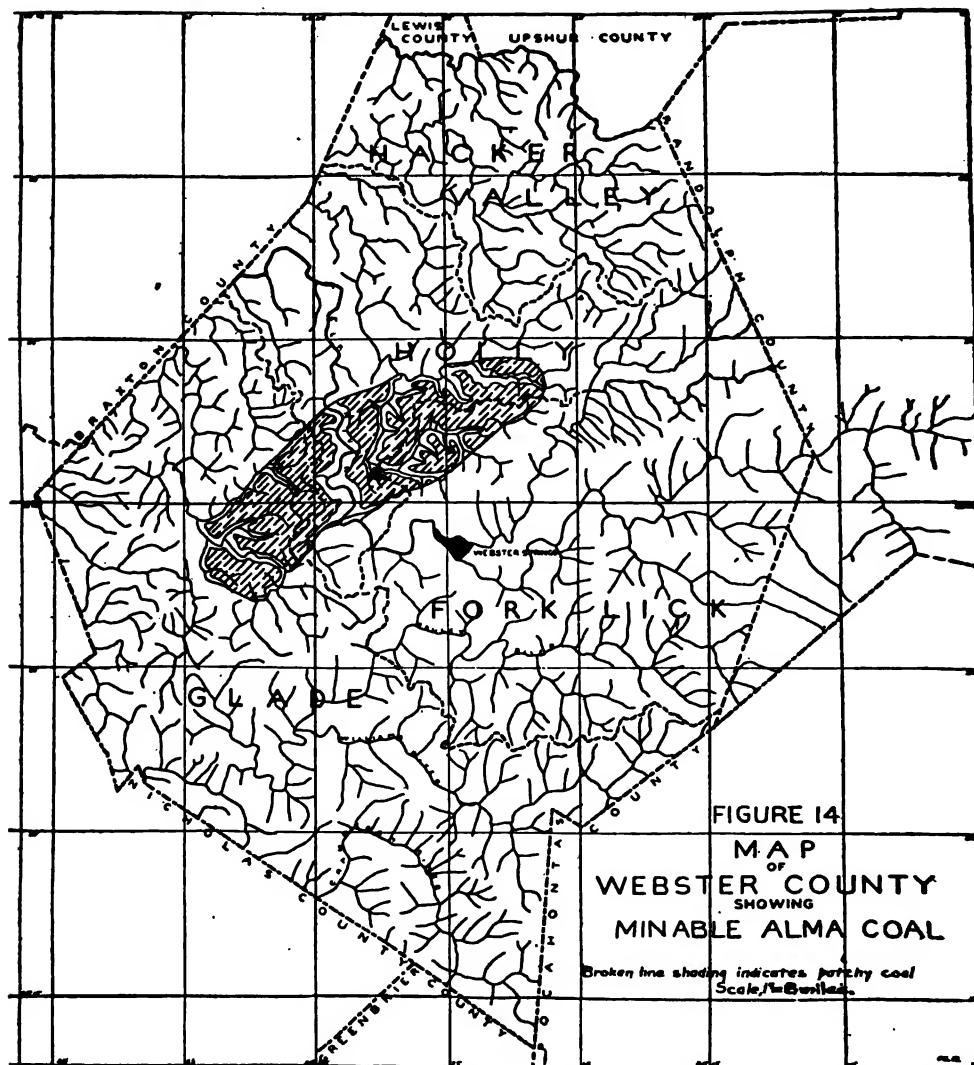 LEWIS
COUNTY
UPSHUR COUNTY
HACKER
VALLEY
RANDOLPH COUNTY
BRAXTON COUNTY
HOLLY
WEBSTER SPRINGS
FORK LICK
GLADE
NICHOLAS COUNTY
GREENBRIER COUNTY
POCAHONTAS COUNTY
FIGURE 14
MAP
OF
WEBSTER COUNTY
SHOWING
MINABLE ALMA COAL
Broken line shading indicates patchy coal
Scale,